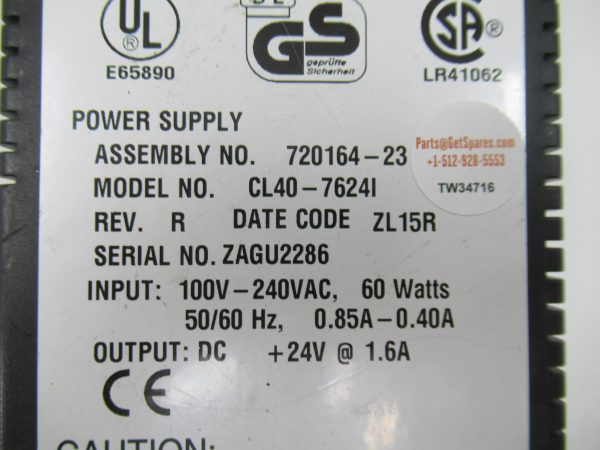 DE
UL
®
GS
geprüfte
Sicherheit
SA
®
E65890
LR41062
POWER SUPPLY
ASSEMBLY NO. 720164-23
MODEL NO. CL40-7624I
REV. R DATE CODE ZL15R
SERIAL NO. ZAGU2286
INPUT: 100V-240VAC, 60 Watts
50/60 Hz, 0.85A-0.40A
OUTPUT: DC +24V @ 1.6A
CE
CAUTION:
Parts@GetSpares.com
+1-512-928-5553
TW34716